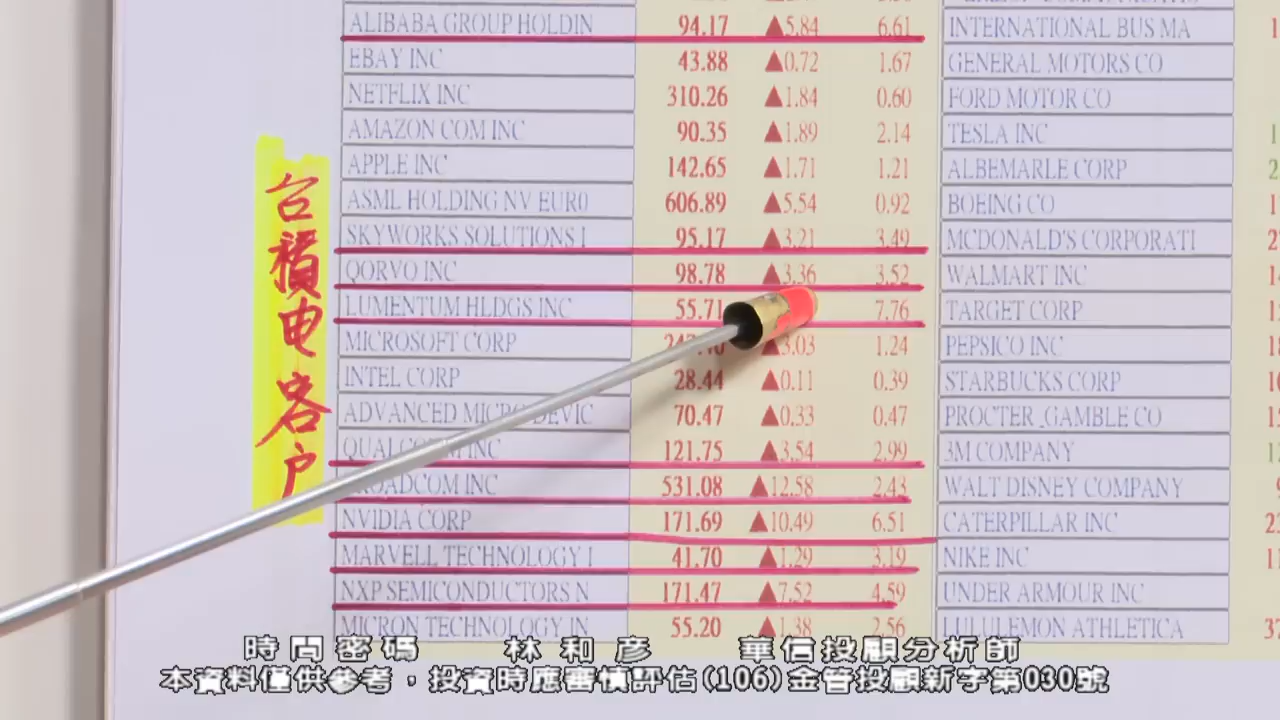 ALIBABA GROUP HOLDIN 94.17 ▲5.84 6.61 INTERNATIONAL BUS MA
EBAY INC 43.88 ▲0.72 1.67 GENERAL MOTORS CO
NETFLIX INC 310.26 ▲1.84 0.60 FORD MOTOR CO
AMAZON COM INC 90.35 ▲1.89 2.14 TESLA INC
APPLE INC 142.65 ▲1.71 1.21 ALBEMARLE CORP
ASML HOLDING NV EUR0 606.89 ▲5.54 0.92 BOEING CO
SKYWORKS SOLUTIONS I 95.17 ▲3.21 3.49 MCDONALD'S CORPORATI
QORVO INC 98.78 ▲3.36 3.52 WALMART INC
LUMENTUM HLDGS INC 55.71 7.76 TARGET CORP
MICROSOFT CORP ▲3.03 1.24 PEPSICO INC
INTEL CORP 28.44 ▲0.11 0.39 STARBUCKS CORP
ADVANCED MICRO DEVIC 70.47 ▲0.33 0.47 PROCTER_GAMBLE CO
QUALCOMM INC 121.75 ▲3.54 2.99 3M COMPANY
BROADCOM INC 531.08 ▲12.58 2.43 WALT DISNEY COMPANY
NVIDIA CORP 171.69 ▲10.49 6.51 CATERPILLAR INC
MARVELL TECHNOLOGY I 41.70 ▲1.29 3.19 NIKE INC
NXP SEMICONDUCTORS N 171.47 ▲7.52 4.59 UNDER ARMOUR INC
MICRON TECHNOLOGY IN 55.20 ▲1.38 2.56 LULULEMON ATHLETICA
台積电客户
時間密碼 林和彦 華信投顧分析師
本資料僅供參考，投資時應審慎評估(106)金管投顧新字第030號